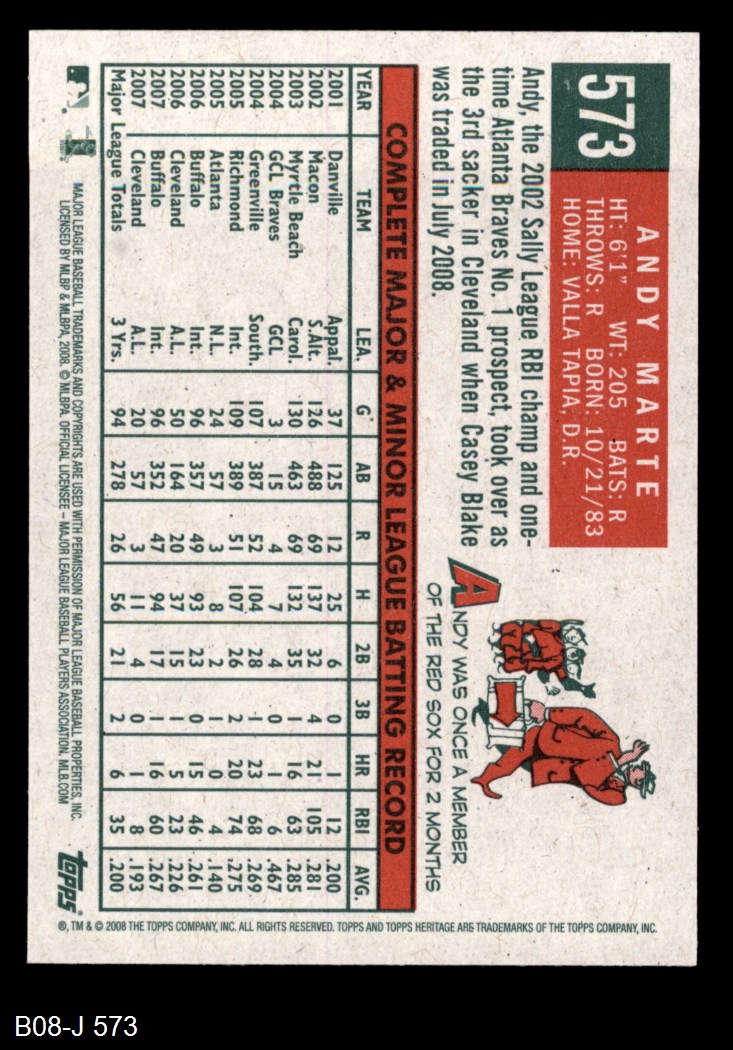 573
ANDY MARTE
HT: 6'1" WT: 205 BATS: R
THROWS: R BORN: 10/21/83
HOME: VALLA TAPIA, D.R.
Andy, the 2002 Sally League RBI champ and one-
time Atlanta Braves No. 1 prospect, took over as
the 3rd sacker in Cleveland when Casey Blake
was traded in July 2008.
ANDY WAS ONCE A MEMBER
OF THE RED SOX FOR 2 MONTHS
COMPLETE MAJOR & MINOR LEAGUE BATTING RECORD
YEAR TEAM LEA. G AB R H 2B 3B HR RBI AVG.
2001 Danville Appal. 37 125 12 25 6 0 1 12 .200
2002 Macon S.Alt. 126 488 69 137 32 4 21 105 .281
2003 Myrtle Beach Carol. 130 463 69 132 35 1 16 63 .285
2004 GCL Braves GCL 3 15 4 7 4 0 1 6 .467
2004 Greenville South. 107 387 52 104 28 1 23 68 .269
2005 Richmond Int. 109 389 51 107 26 2 20 74 .275
2005 Atlanta N.L. 24 57 3 8 2 1 0 4 .140
2006 Buffalo Int. 96 357 49 93 23 0 15 46 .261
2006 Cleveland A.L. 50 164 20 37 15 1 5 23 .226
2007 Buffalo Int. 96 352 47 94 17 1 16 60 .267
2007 Cleveland A.L. 20 57 3 11 4 0 1 8 .193
Major League Totals 3 Yrs. 94 278 26 56 21 2 6 35 .200
MAJOR LEAGUE BASEBALL TRADEMARKS AND COPYRIGHTS ARE USED WITH PERMISSION OF MAJOR LEAGUE BASEBALL PROPERTIES, INC.
LICENSED BY MLBP & MLBPA, 2008. © MLBPA. OFFICIAL LICENSEE – MAJOR LEAGUE BASEBALL PLAYERS ASSOCIATION. MLB.COM
topps
®, TM & © 2008 THE TOPPS COMPANY, INC. ALL RIGHTS RESERVED. TOPPS AND TOPPS HERITAGE ARE TRADEMARKS OF THE TOPPS COMPANY, INC.
B08-J 573